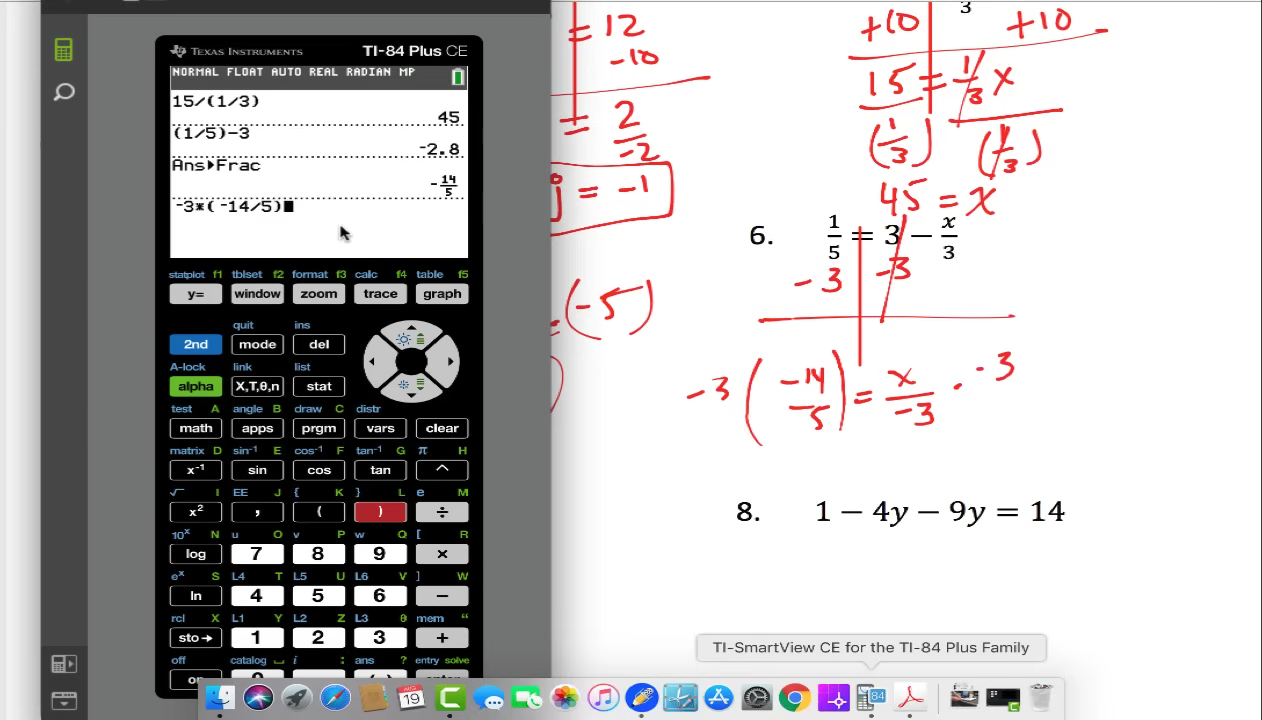 TEXAS INSTRUMENTS TI-84 Plus CE
NORMAL FLOAT AUTO REAL RADIAN MP
15/(1/3)
45
(1/5)-3
-2.8
Ans▸Frac
-14/5
-3*(-14/5)
statplot f1 tblset f2 format f3 calc f4 table f5
y= window zoom trace graph
quit ins
2nd mode del
A-lock link list
alpha X,T,θ,n stat
test A angle B draw C distr
math apps prgm vars clear
matrix D sin⁻¹ E cos⁻¹ F tan⁻¹ G π H
x⁻¹ sin cos tan ^
√ I EE J { K } L e M
x² , ( ) ÷
10ˣ N u O v P w Q [ R
log 7 8 9 ×
eˣ S L4 T L5 U L6 V ] W
ln 4 5 6 −
rcl X L1 Y L2 Z L3 θ mem "
sto→ 1 2 3 +
off catalog i : ans ? entry solve
on
= 12
-10
= 2/-2
j = -1
(-5)
3
+10 +10
15 = 1/3 x
(1/3) (1/3)
45 = x
6. 1/5 = 3 − x/3
-3 -3
-3 (-14/5) = x/-3 · -3
8. 1 − 4y − 9y = 14
TI-SmartView CE for the TI-84 Plus Family
19
84